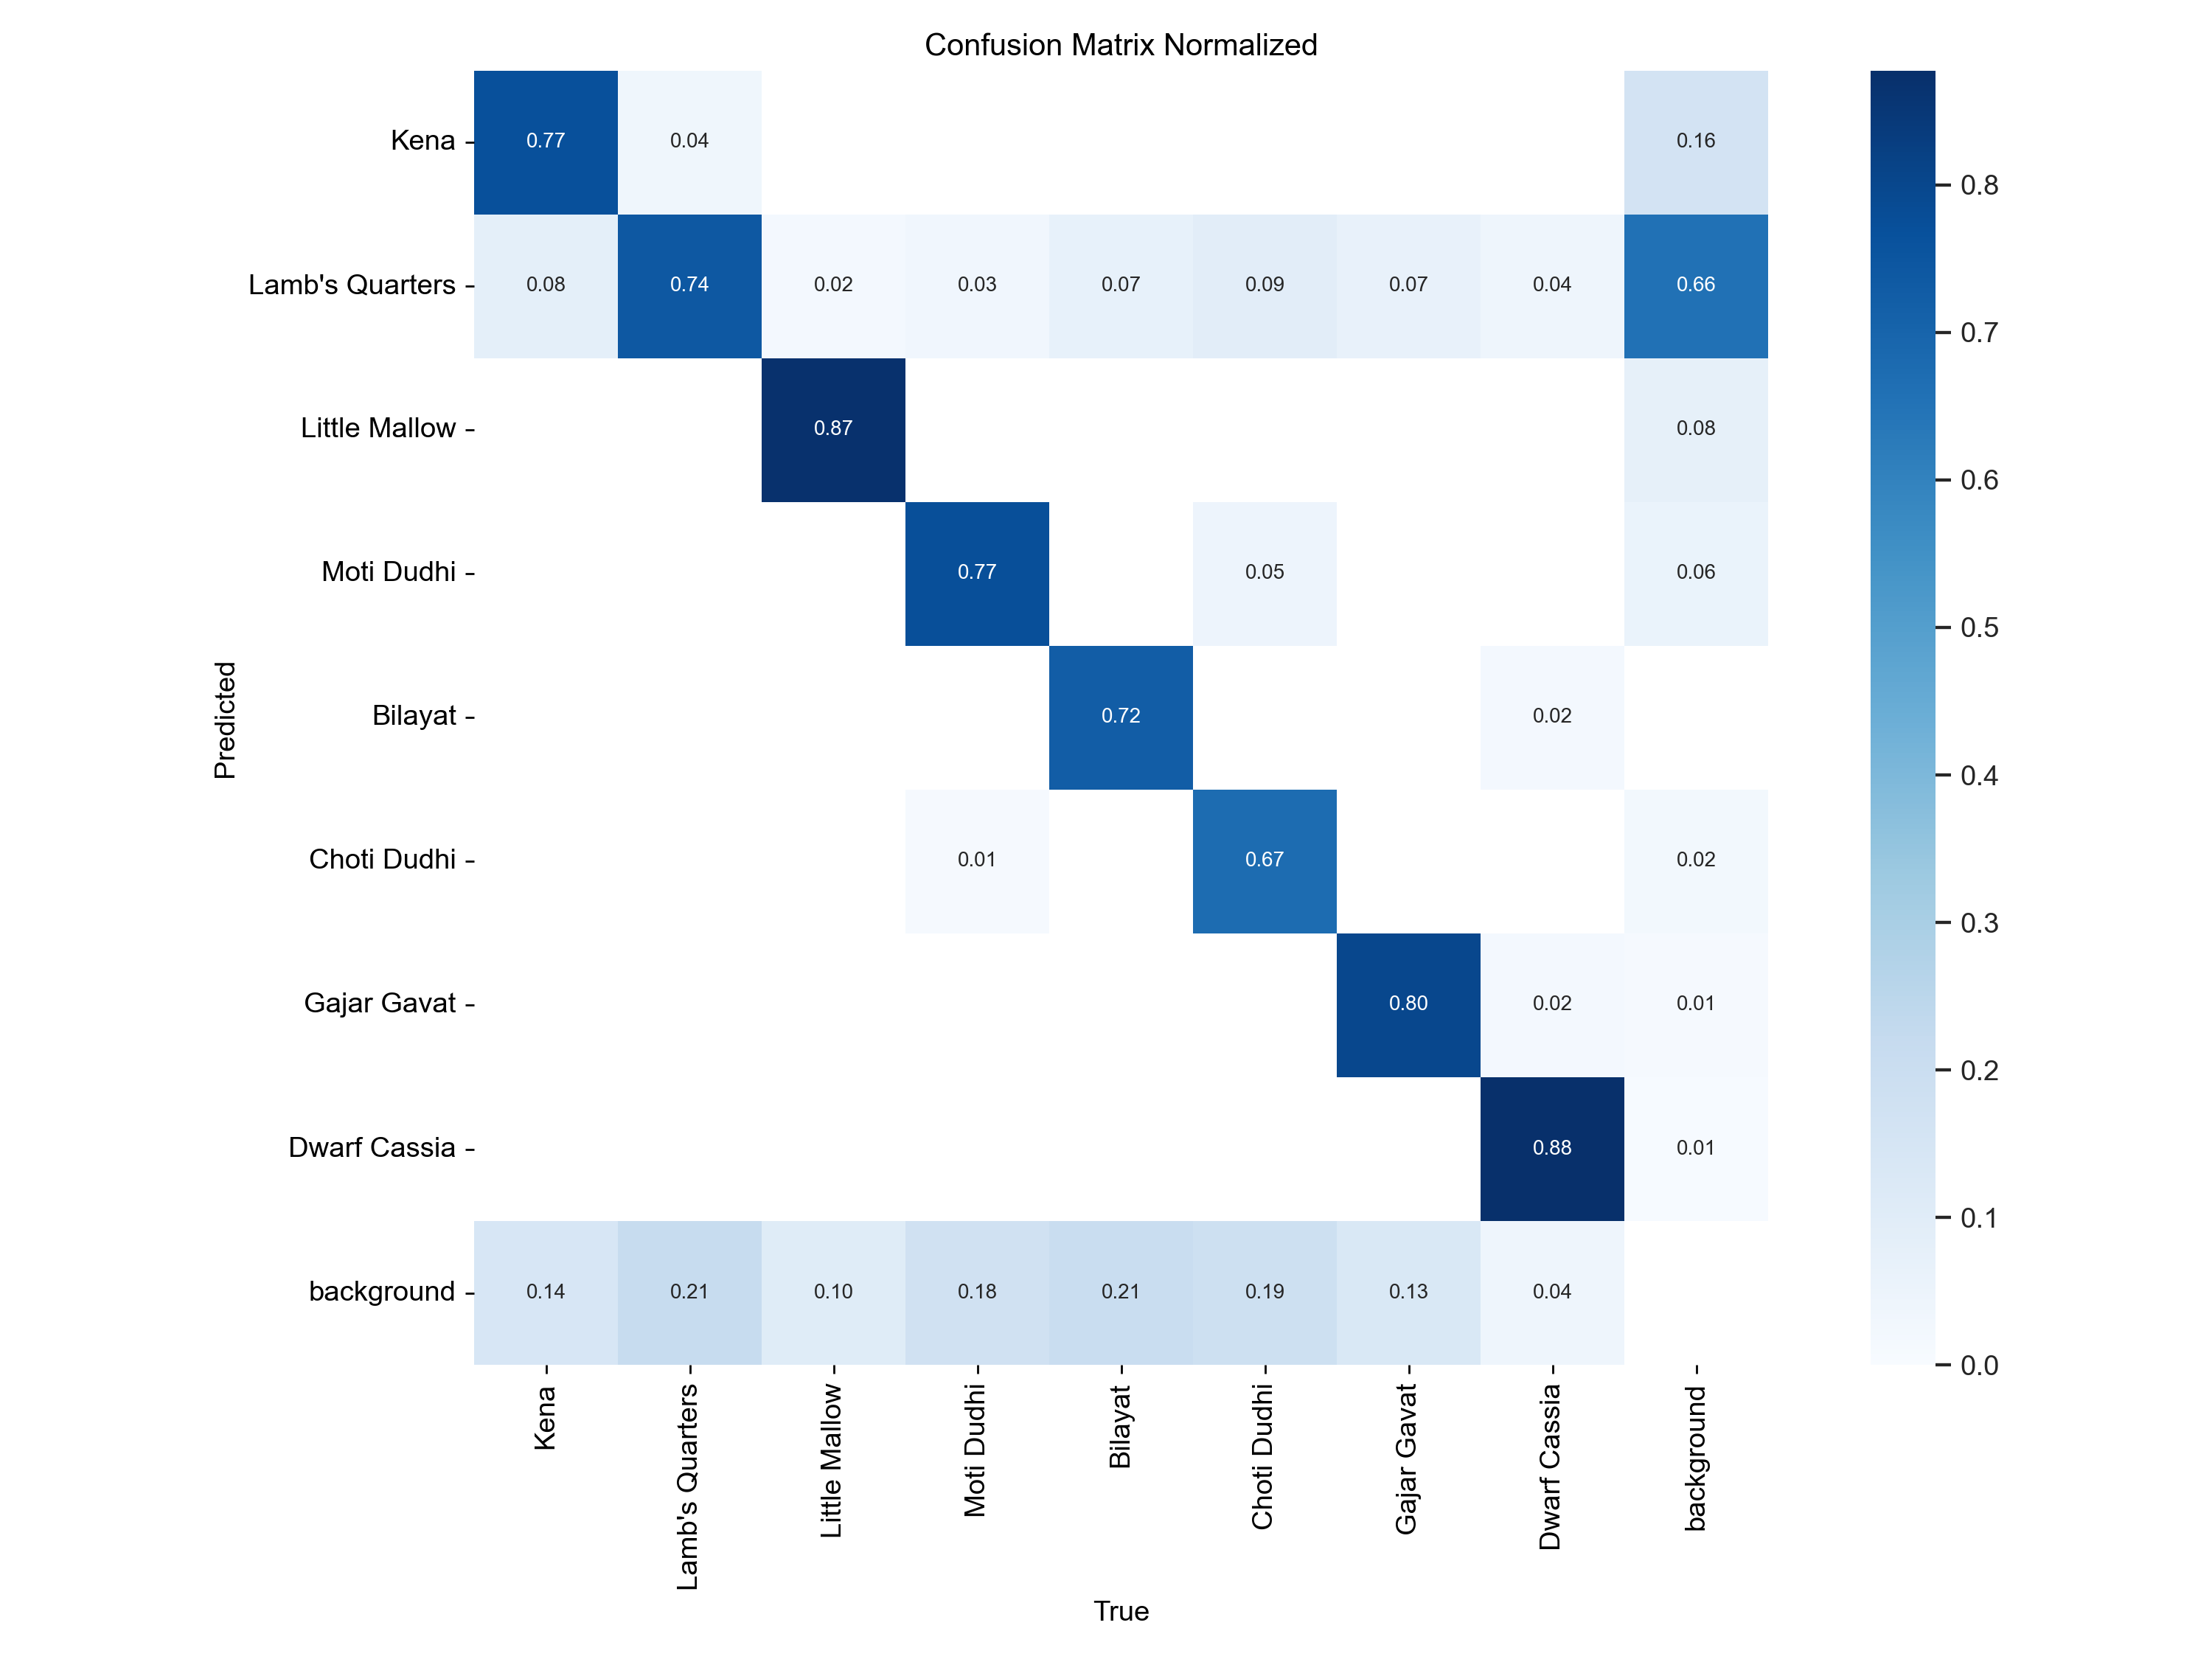 Confusion Matrix Normalized
Kena 0.77 0.04 0.16
Lamb's Quarters 0.08 0.74 0.02 0.03 0.07 0.09 0.07 0.04 0.66
Little Mallow 0.87 0.08
Moti Dudhi 0.77 0.05 0.06
Bilayat 0.72 0.02
Choti Dudhi 0.01 0.67 0.02
Gajar Gavat 0.80 0.02 0.01
Dwarf Cassia 0.88 0.01
background 0.14 0.21 0.10 0.18 0.21 0.19 0.13 0.04
Predicted
Kena
Lamb's Quarters
Little Mallow
Moti Dudhi
Bilayat
Choti Dudhi
Gajar Gavat
Dwarf Cassia
background
True
0.8
0.7
0.6
0.5
0.4
0.3
0.2
0.1
0.0